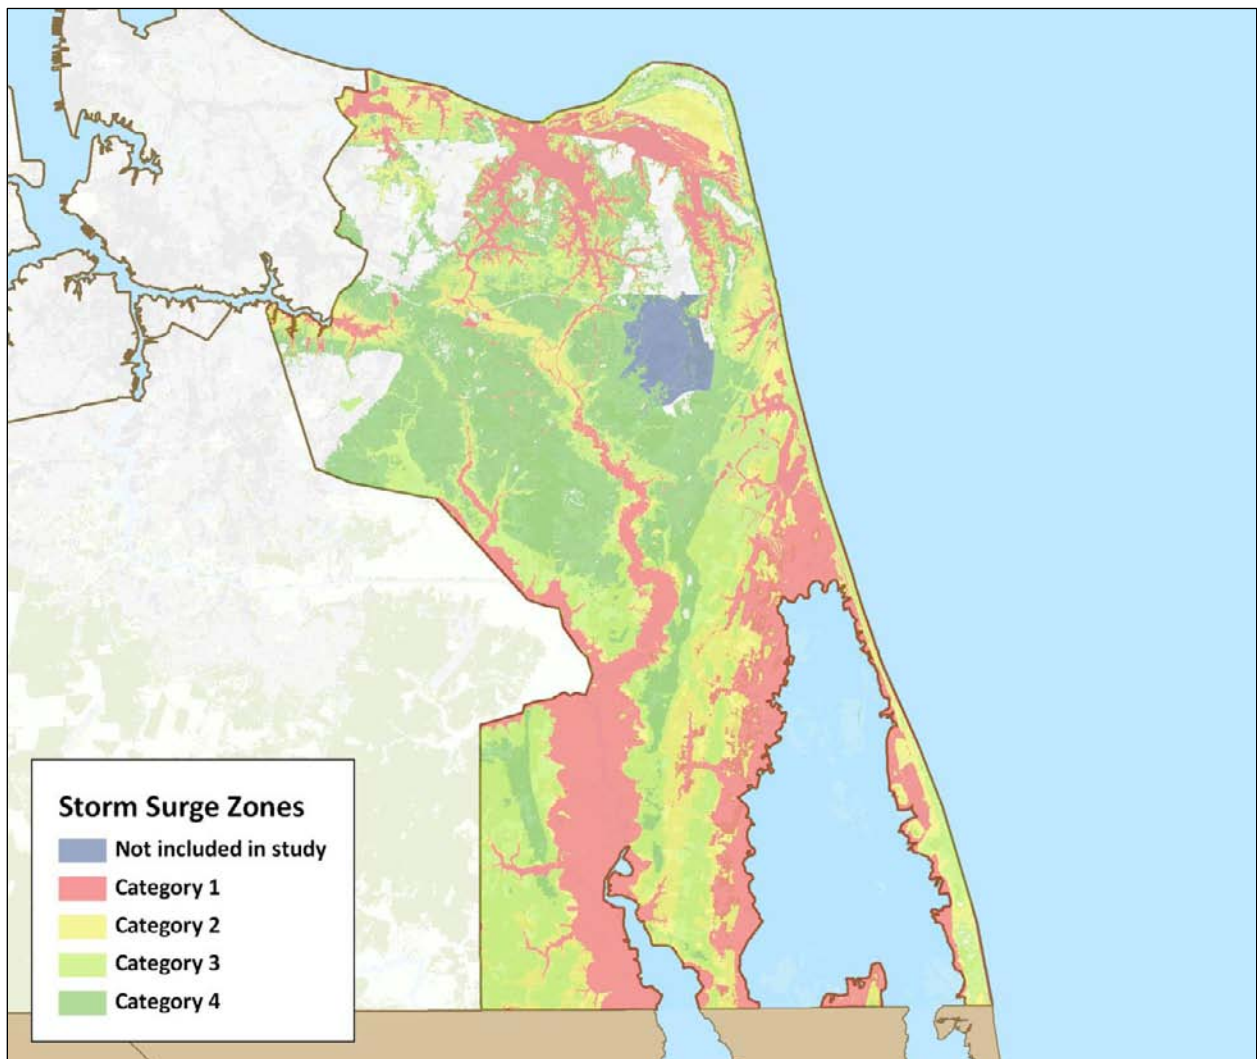 Storm Surge Zones
Not included in study
Category 1
Category 2
Category 3
Category 4